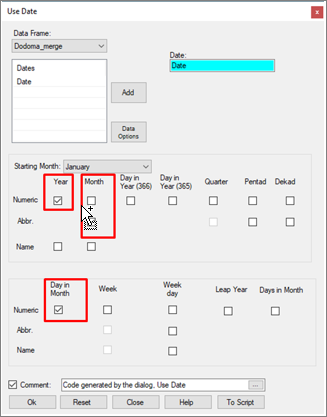 Use Date
x
Data Frame:
Dodoma_merge
Date:
Date
Dates
Date
Add
Data
Options
Starting Month: January
Year Month Day in Year (366) Day in Year (365) Quarter Pentad Dekad
Numeric
Abbr.
Name
Day in Month Week Week day Leap Year Days in Month
Numeric
Abbr.
Name
Comment: Code generated by the dialog, Use Date ...
Ok Reset Close Help To Script